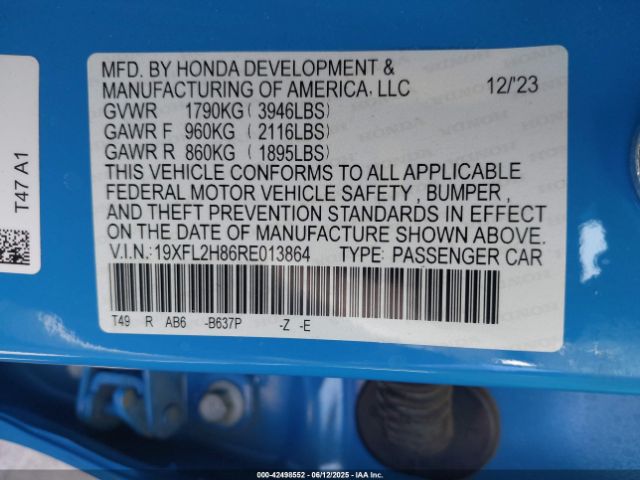 MFD. BY HONDA DEVELOPMENT &
MANUFACTURING OF AMERICA, LLC 12/'23
GVWR 1790KG ( 3946LBS)
GAWR F 960KG ( 2116LBS)
GAWR R 860KG ( 1895LBS)
THIS VEHICLE CONFORMS TO ALL APPLICABLE
FEDERAL MOTOR VEHICLE SAFETY , BUMPER ,
AND THEFT PREVENTION STANDARDS IN EFFECT
ON THE DATE OF MANUFACTURE SHOWN ABOVE.
V.I.N.: 19XFL2H86RE013864 TYPE: PASSENGER CAR
T49 R AB6 -B637P -Z -E
T47 A1
000-42498552 - 06/12/2025 - IAAI, Inc.